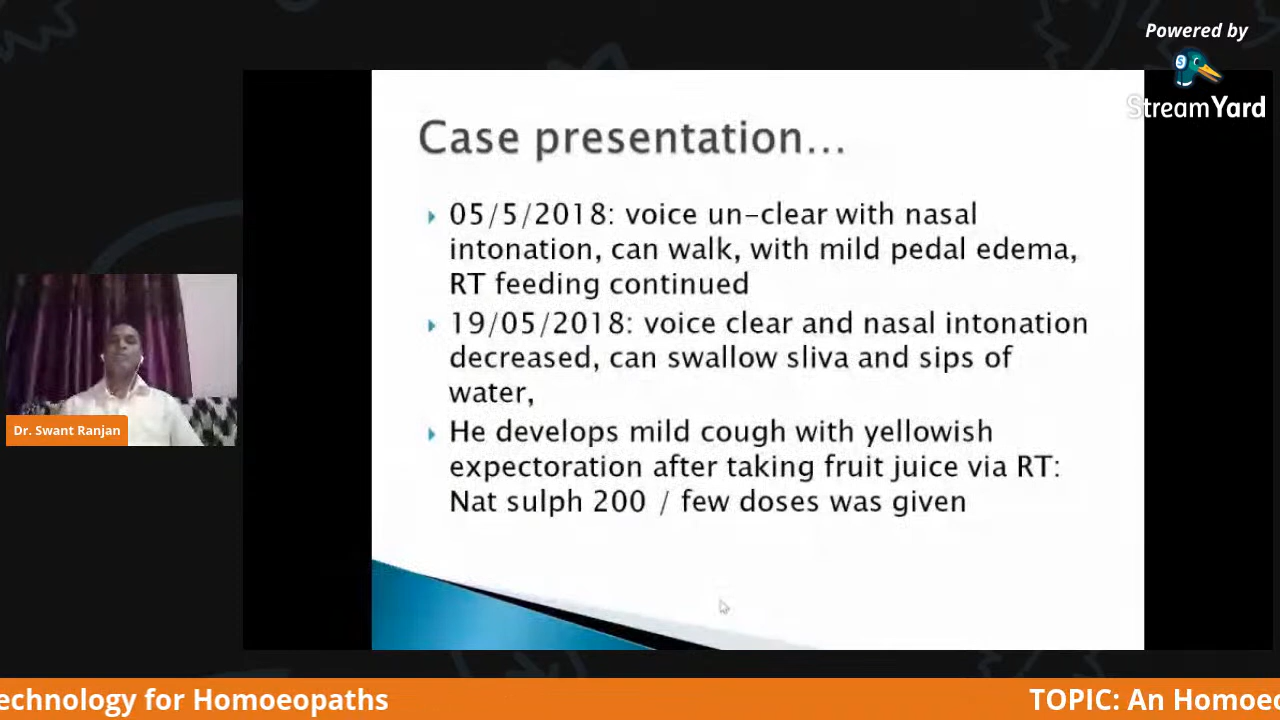 Powered by
StreamYard
Case presentation...
05/5/2018: voice un-clear with nasal
intonation, can walk, with mild pedal edema,
RT feeding continued
19/05/2018: voice clear and nasal intonation
decreased, can swallow sliva and sips of
water,
He develops mild cough with yellowish
expectoration after taking fruit juice via RT:
Nat sulph 200 / few doses was given
Dr. Swant Ranjan
echnology for Homoeopaths
TOPIC: An Homoeo